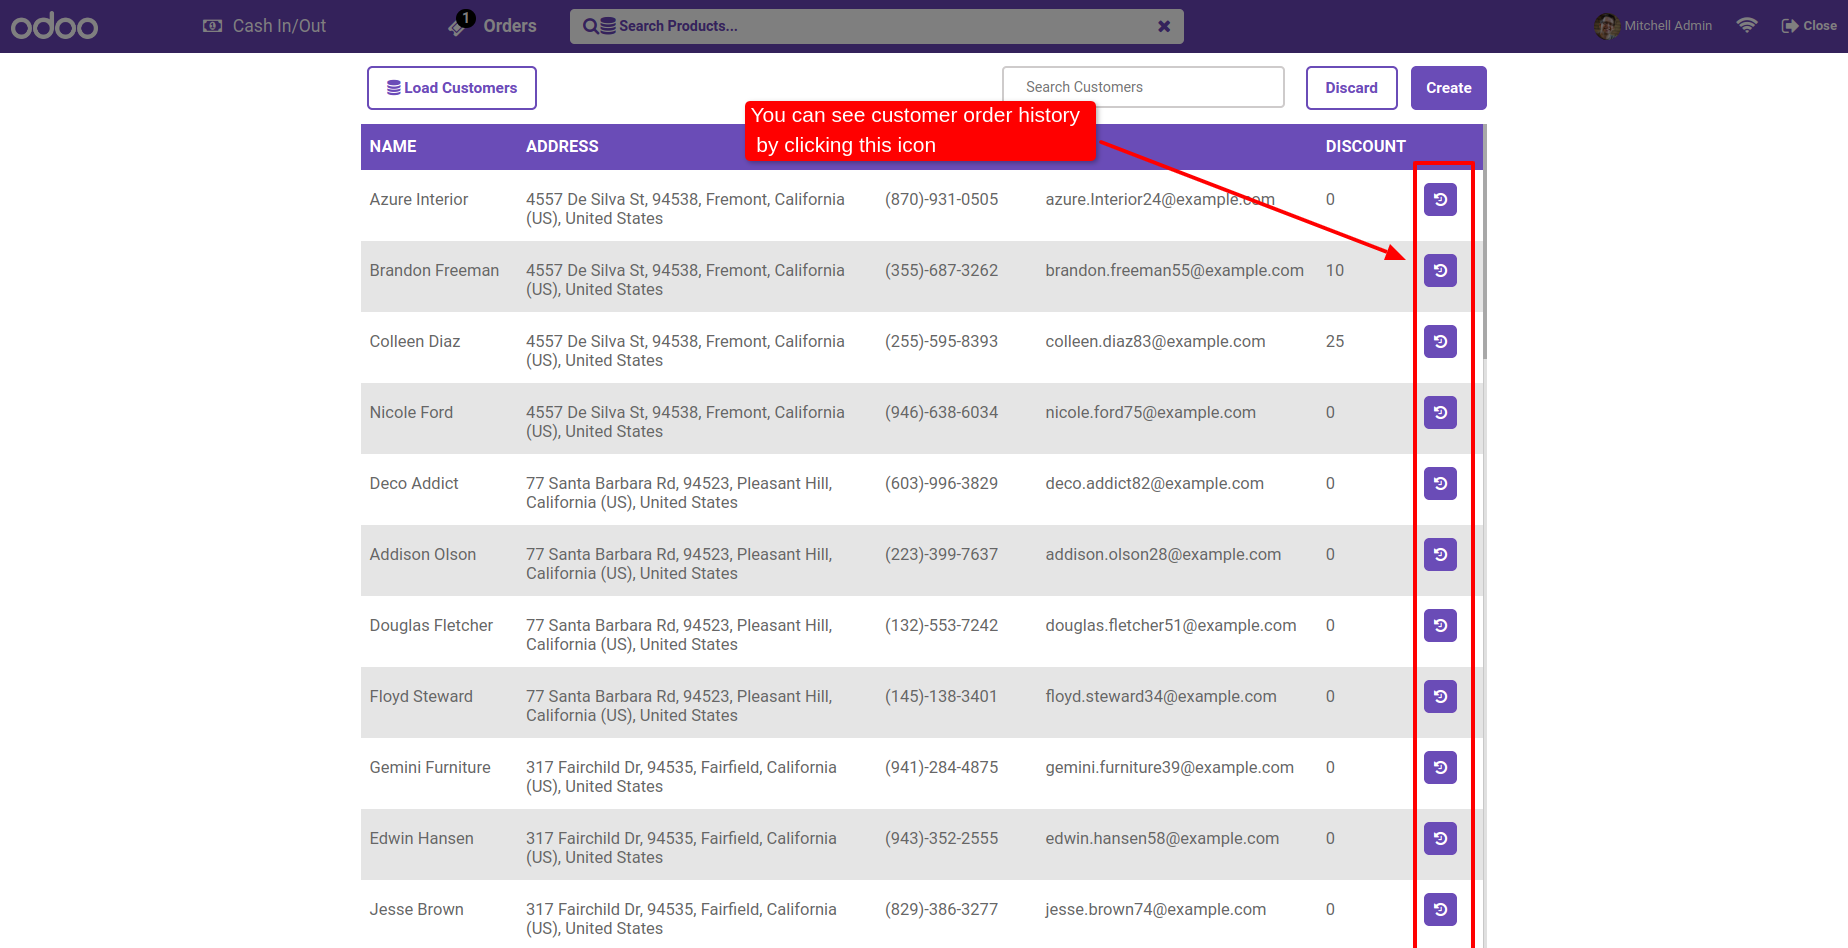 odoo
Cash In/Out
1
Orders
Search Products...
Mitchell Admin
Close
Load Customers
Search Customers
Discard
Create
You can see customer order history
by clicking this icon
NAME ADDRESS DISCOUNT
Azure Interior 4557 De Silva St, 94538, Fremont, California (870)-931-0505 azure.Interior24@example.com 0
(US), United States
Brandon Freeman 4557 De Silva St, 94538, Fremont, California (355)-687-3262 brandon.freeman55@example.com 10
(US), United States
Colleen Diaz 4557 De Silva St, 94538, Fremont, California (255)-595-8393 colleen.diaz83@example.com 25
(US), United States
Nicole Ford 4557 De Silva St, 94538, Fremont, California (946)-638-6034 nicole.ford75@example.com 0
(US), United States
Deco Addict 77 Santa Barbara Rd, 94523, Pleasant Hill, (603)-996-3829 deco.addict82@example.com 0
California (US), United States
Addison Olson 77 Santa Barbara Rd, 94523, Pleasant Hill, (223)-399-7637 addison.olson28@example.com 0
California (US), United States
Douglas Fletcher 77 Santa Barbara Rd, 94523, Pleasant Hill, (132)-553-7242 douglas.fletcher51@example.com 0
California (US), United States
Floyd Steward 77 Santa Barbara Rd, 94523, Pleasant Hill, (145)-138-3401 floyd.steward34@example.com 0
California (US), United States
Gemini Furniture 317 Fairchild Dr, 94535, Fairfield, California (941)-284-4875 gemini.furniture39@example.com 0
(US), United States
Edwin Hansen 317 Fairchild Dr, 94535, Fairfield, California (943)-352-2555 edwin.hansen58@example.com 0
(US), United States
Jesse Brown 317 Fairchild Dr, 94535, Fairfield, California (829)-386-3277 jesse.brown74@example.com 0
(US), United States